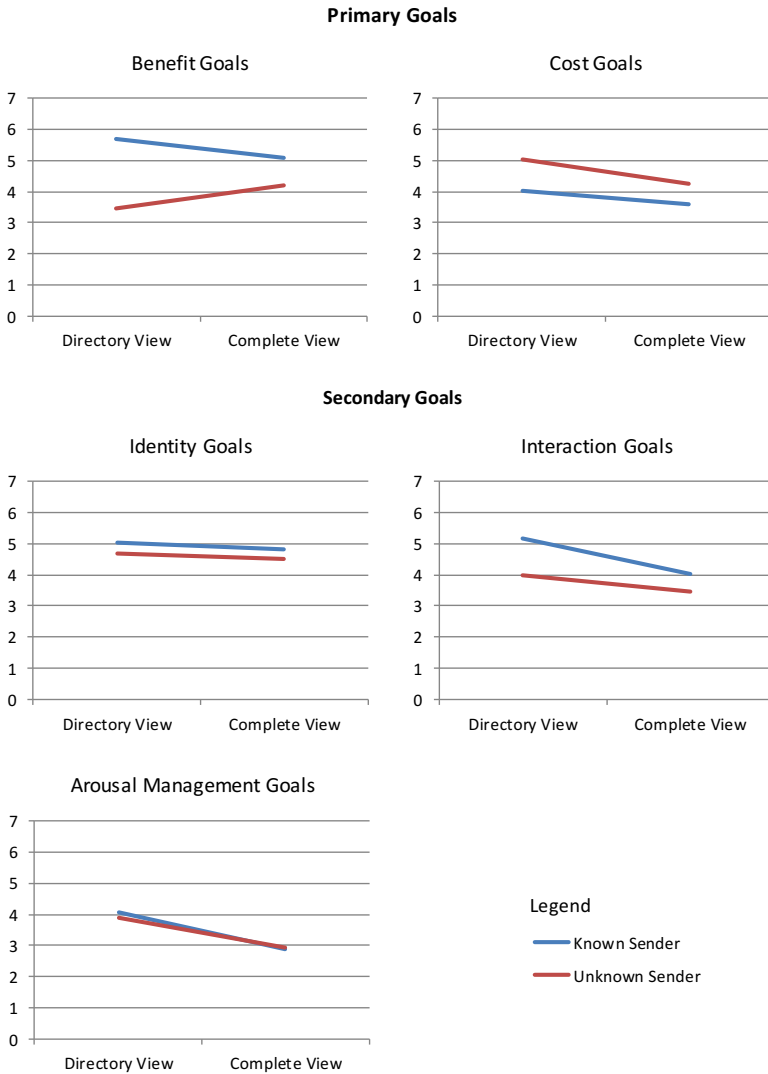 Primary Goals
Benefit Goals
7
6
5
4
3
2
1
0
Directory View Complete View
Cost Goals
7
6
5
4
3
2
1
0
Directory View Complete View
Secondary Goals
Identity Goals
7
6
5
4
3
2
1
0
Directory View Complete View
Interaction Goals
7
6
5
4
3
2
1
0
Directory View Complete View
Arousal Management Goals
7
6
5
4
3
2
1
0
Directory View Complete View
Legend
Known Sender
Unknown Sender